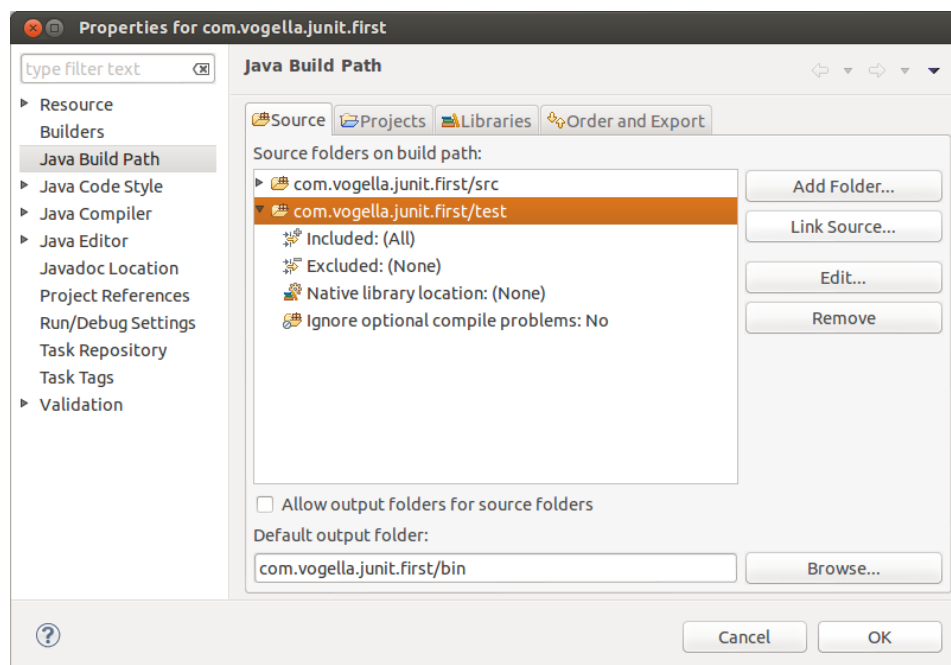 Properties for com.vogella.junit.first
type filter text
Resource
Builders
Java Build Path
Java Code Style
Java Compiler
Java Editor
Javadoc Location
Project References
Run/Debug Settings
Task Repository
Task Tags
Validation
Java Build Path
Source Projects Libraries Order and Export
Source folders on build path:
com.vogella.junit.first/src
com.vogella.junit.first/test
Included: (All)
Excluded: (None)
Native library location: (None)
Ignore optional compile problems: No
Add Folder...
Link Source...
Edit...
Remove
Allow output folders for source folders
Default output folder:
com.vogella.junit.first/bin
Browse...
Cancel OK